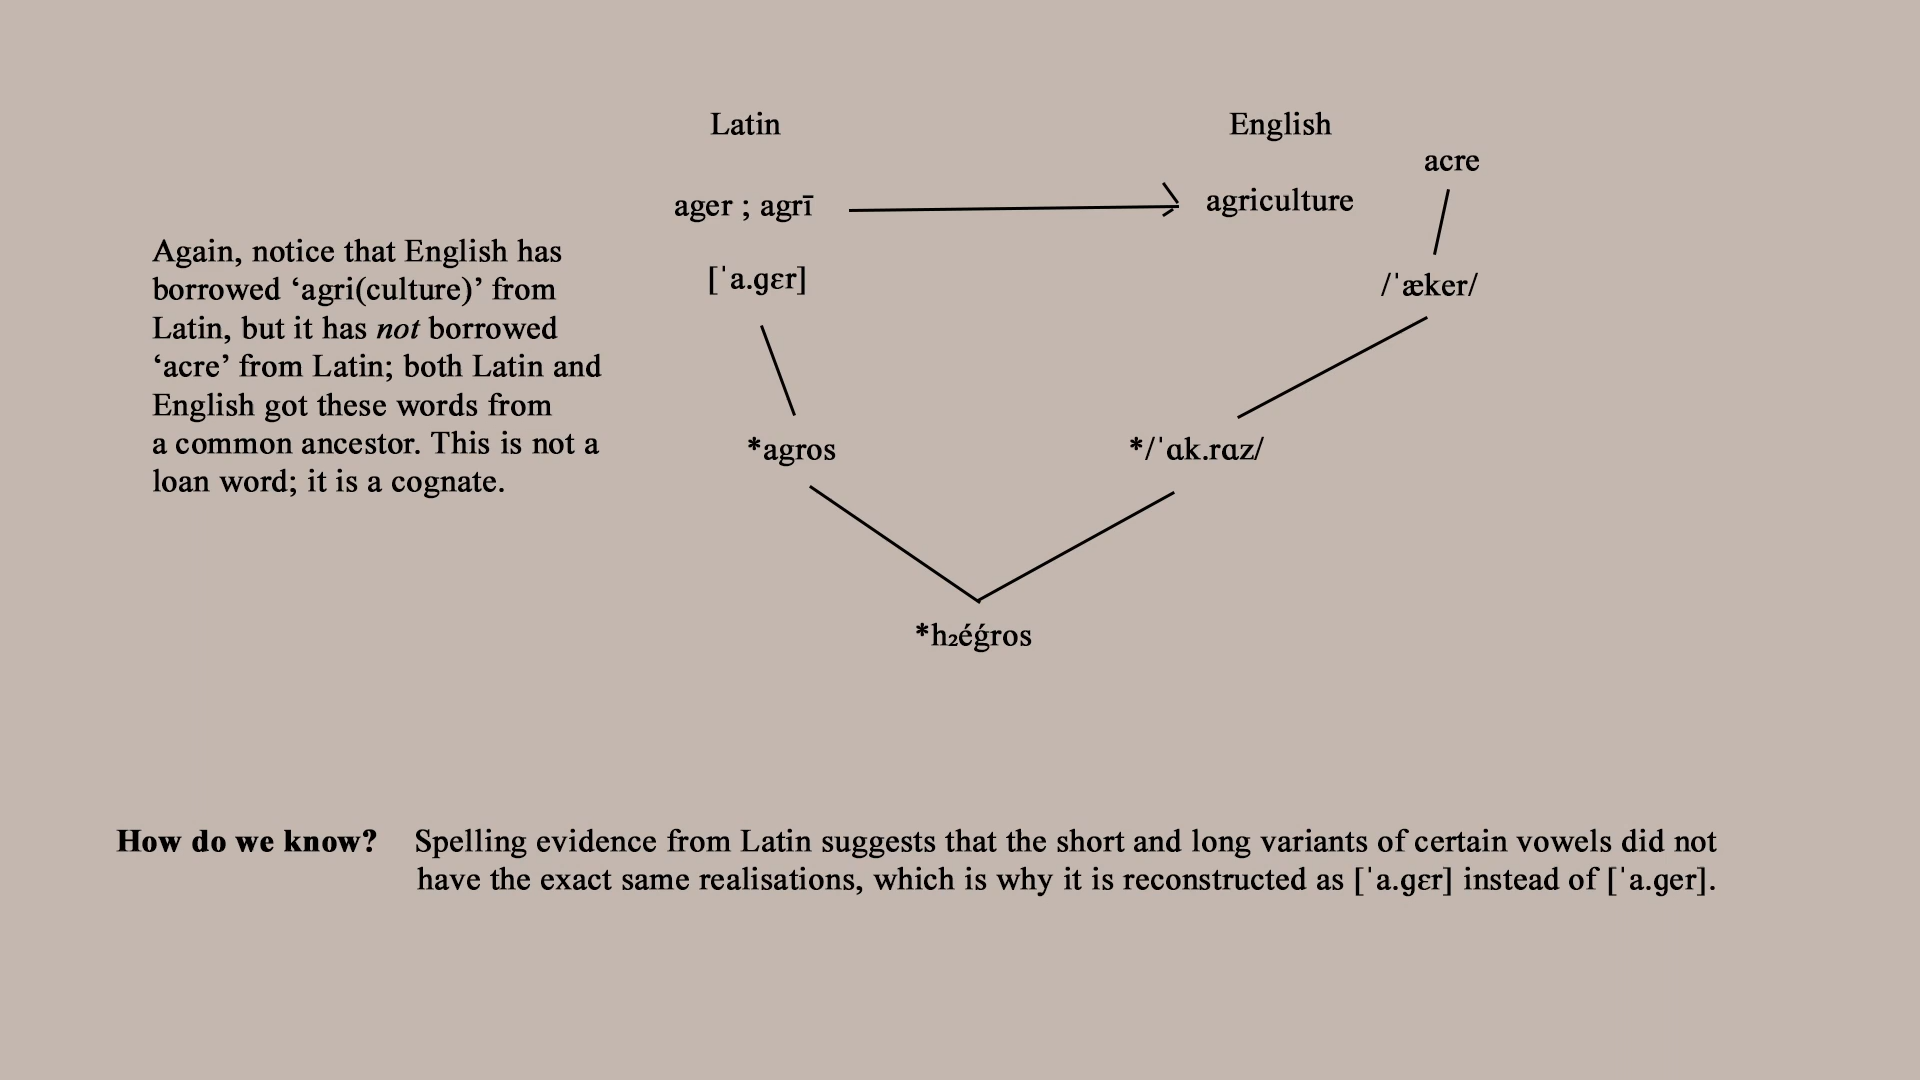 Latin
English
acre
ager ; agrī
agriculture
Again, notice that English has
borrowed ‘agri(culture)’ from
Latin, but it has not borrowed
‘acre’ from Latin; both Latin and
English got these words from
a common ancestor. This is not a
loan word; it is a cognate.
[ˈa.ɡɛr]
/ˈæker/
*agros
*/ˈɑk.rɑz/
*h₂éǵros
How do we know? Spelling evidence from Latin suggests that the short and long variants of certain vowels did not
have the exact same realisations, which is why it is reconstructed as [ˈa.ɡɛr] instead of [ˈa.ɡer].